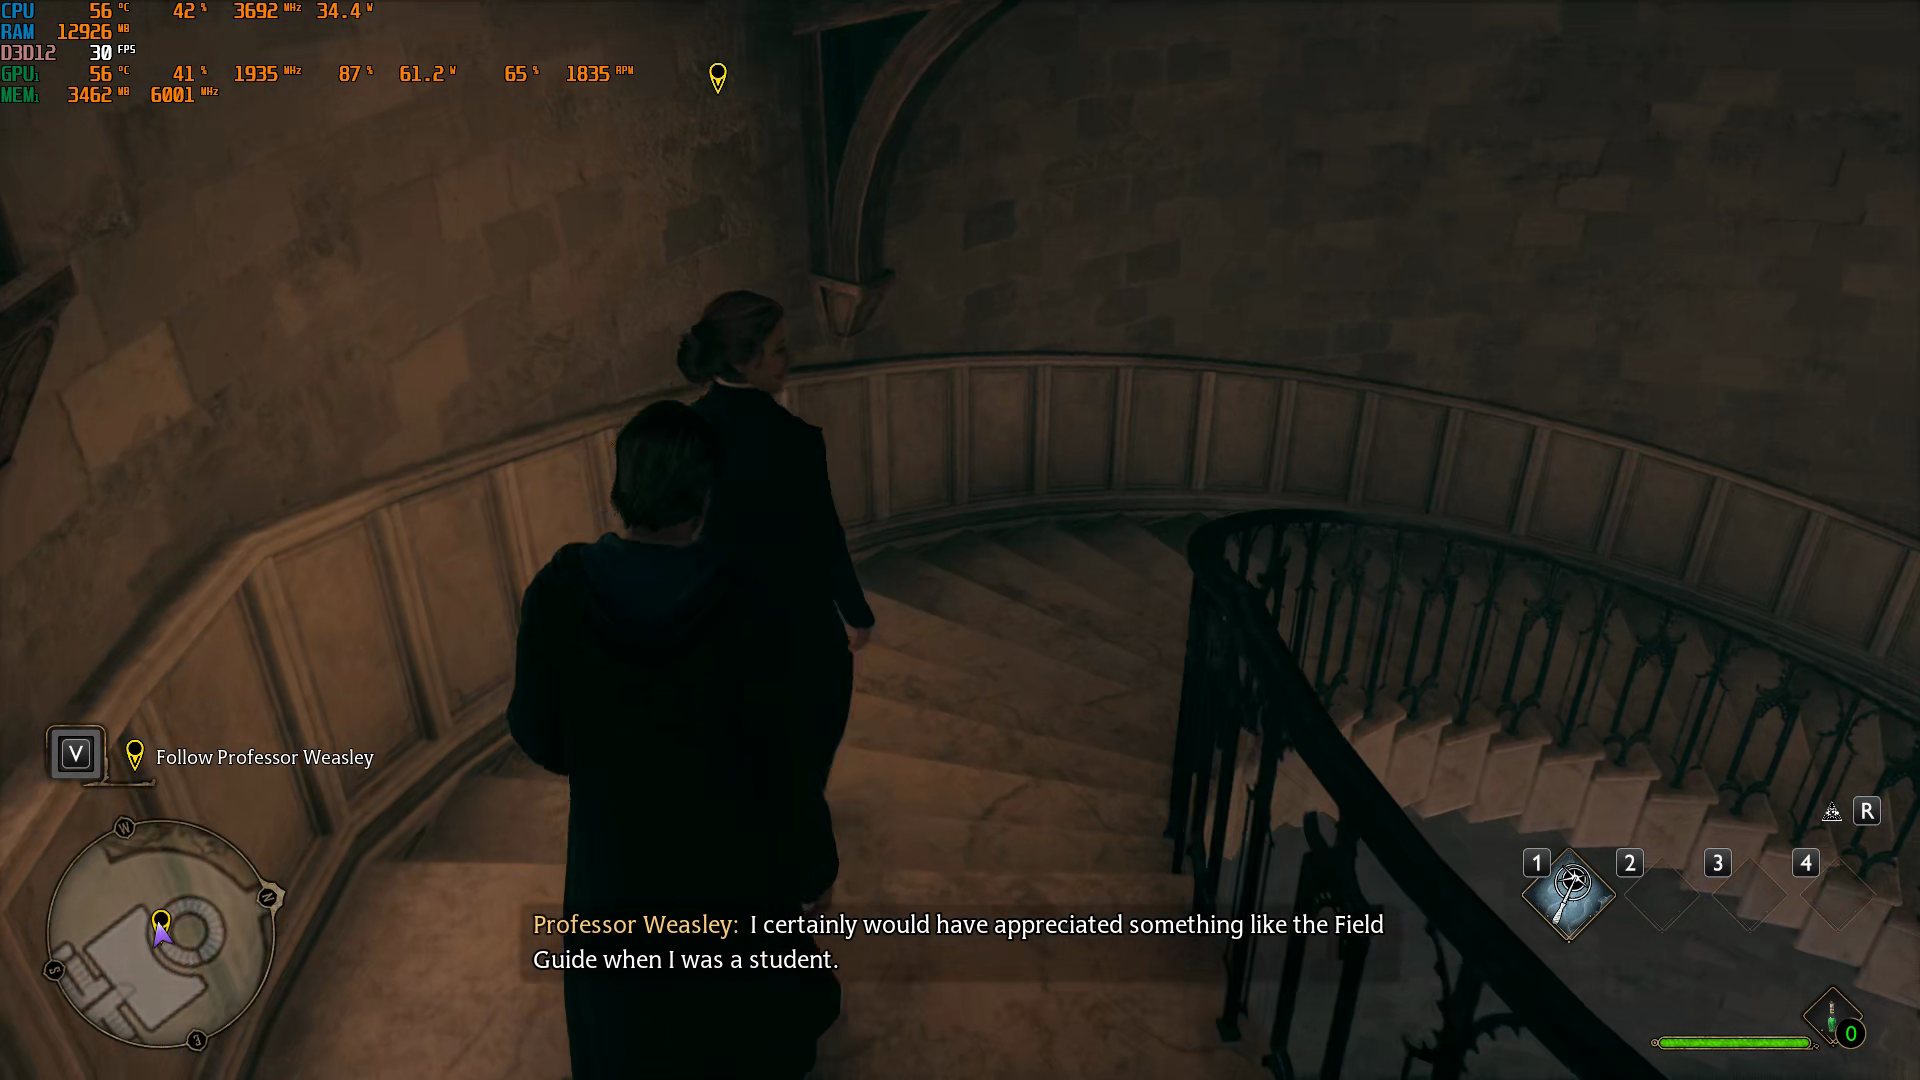 CPU 56 °C 42 % 3692 MHz 34.4 W
RAM 12926 MB
D3D12 30 FPS
GPU1 56 °C 41 % 1935 MHz 87 % 61.2 W 65 % 1835 RPM
MEM1 3462 MB 6001 MHz
V Follow Professor Weasley
W
N
S
E
R
1 2 3 4
Professor Weasley: I certainly would have appreciated something like the Field
Guide when I was a student.
0